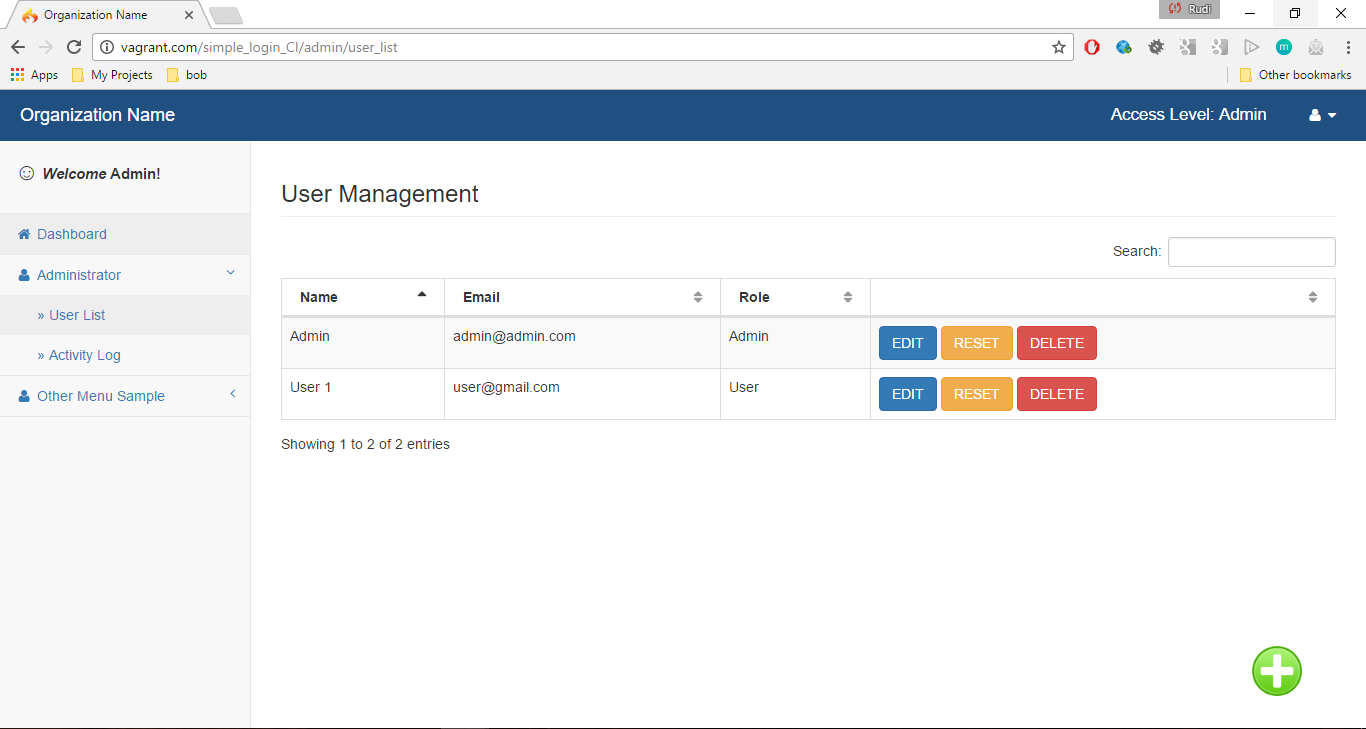 Organization Name
Rudi
vagrant.com/simple_login_CI/admin/user_list
m
Apps My Projects bob Other bookmarks
Organization Name Access Level: Admin
Welcome Admin!
Dashboard
Administrator
» User List
» Activity Log
Other Menu Sample
User Management
Search:
Name Email Role
Admin admin@admin.com Admin EDIT RESET DELETE
User 1 user@gmail.com User EDIT RESET DELETE
Showing 1 to 2 of 2 entries